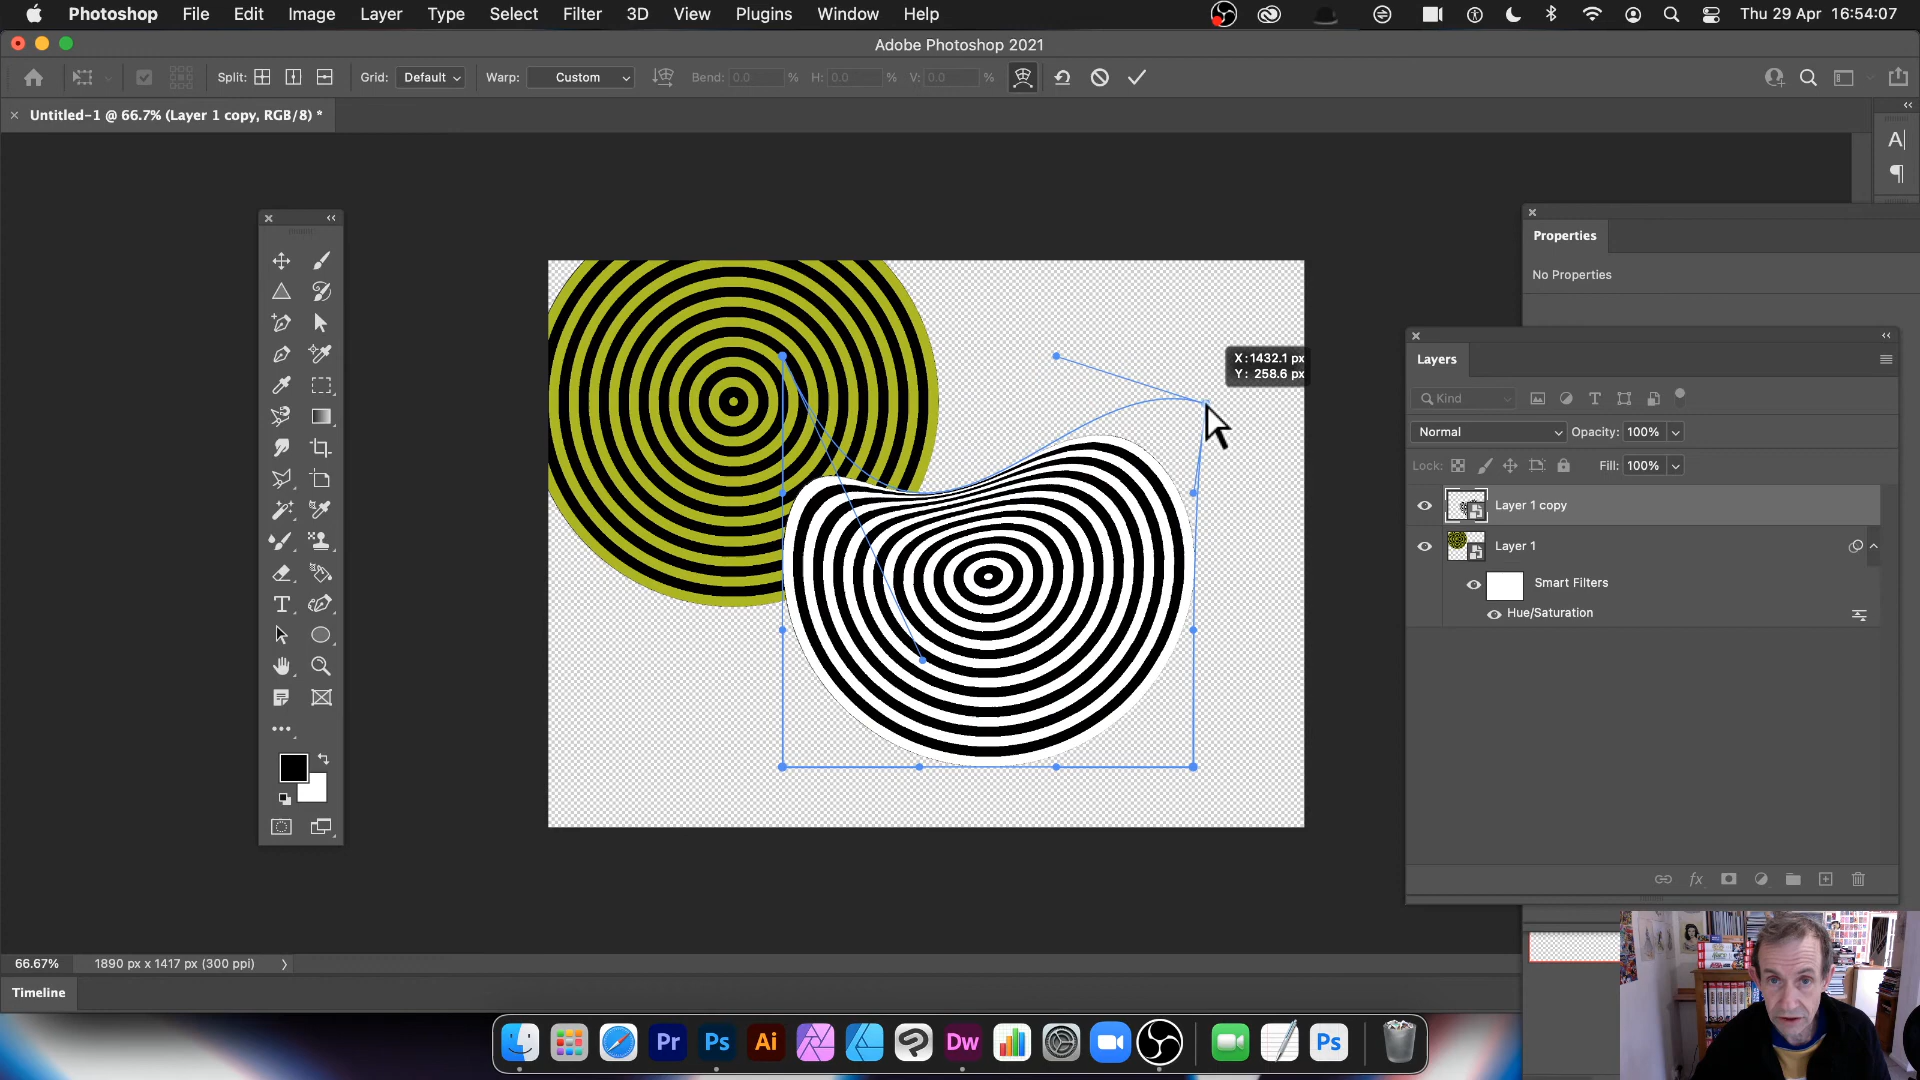 Photoshop File Edit Image Layer Type Select Filter 3D View Plugins Window Help Thu 29 Apr 16:54:07
Adobe Photoshop 2021
Split: Grid: Default Warp: Custom Bend: 0.0 % H: 0.0 % V: 0.0 %
Untitled-1 @ 66.7% (Layer 1 copy, RGB/8) *
A|
Properties
No Properties
X: 1432.1 px
Y: 258.6 px
Layers
Kind
Normal Opacity: 100%
Lock: Fill: 100%
Layer 1 copy
Layer 1
Smart Filters
Hue/Saturation
T
fx
66.67% 1890 px x 1417 px (300 ppi)
Timeline
Pr Ps Ai Dw Ps